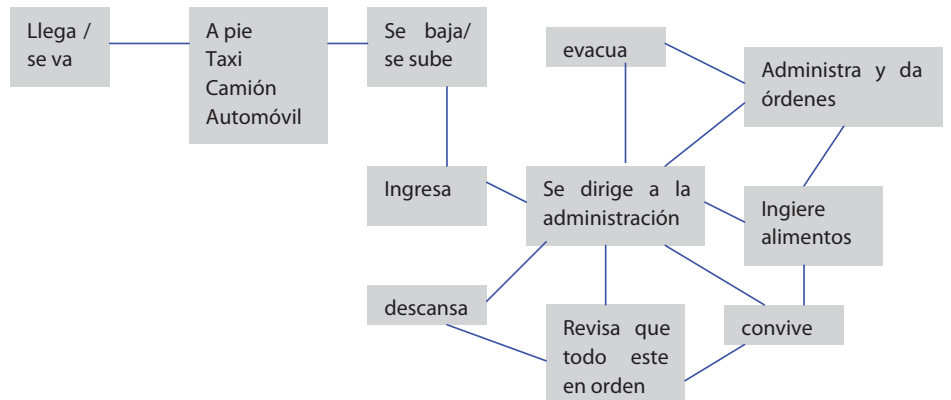 Llega /
se va
A pie
Taxi
Camión
Automóvil
Se baja/
se sube
evacua
Administra y da
órdenes
Ingresa
Se dirige a la
administración
Ingiere
alimentos
descansa
Revisa que
todo este
en orden
convive